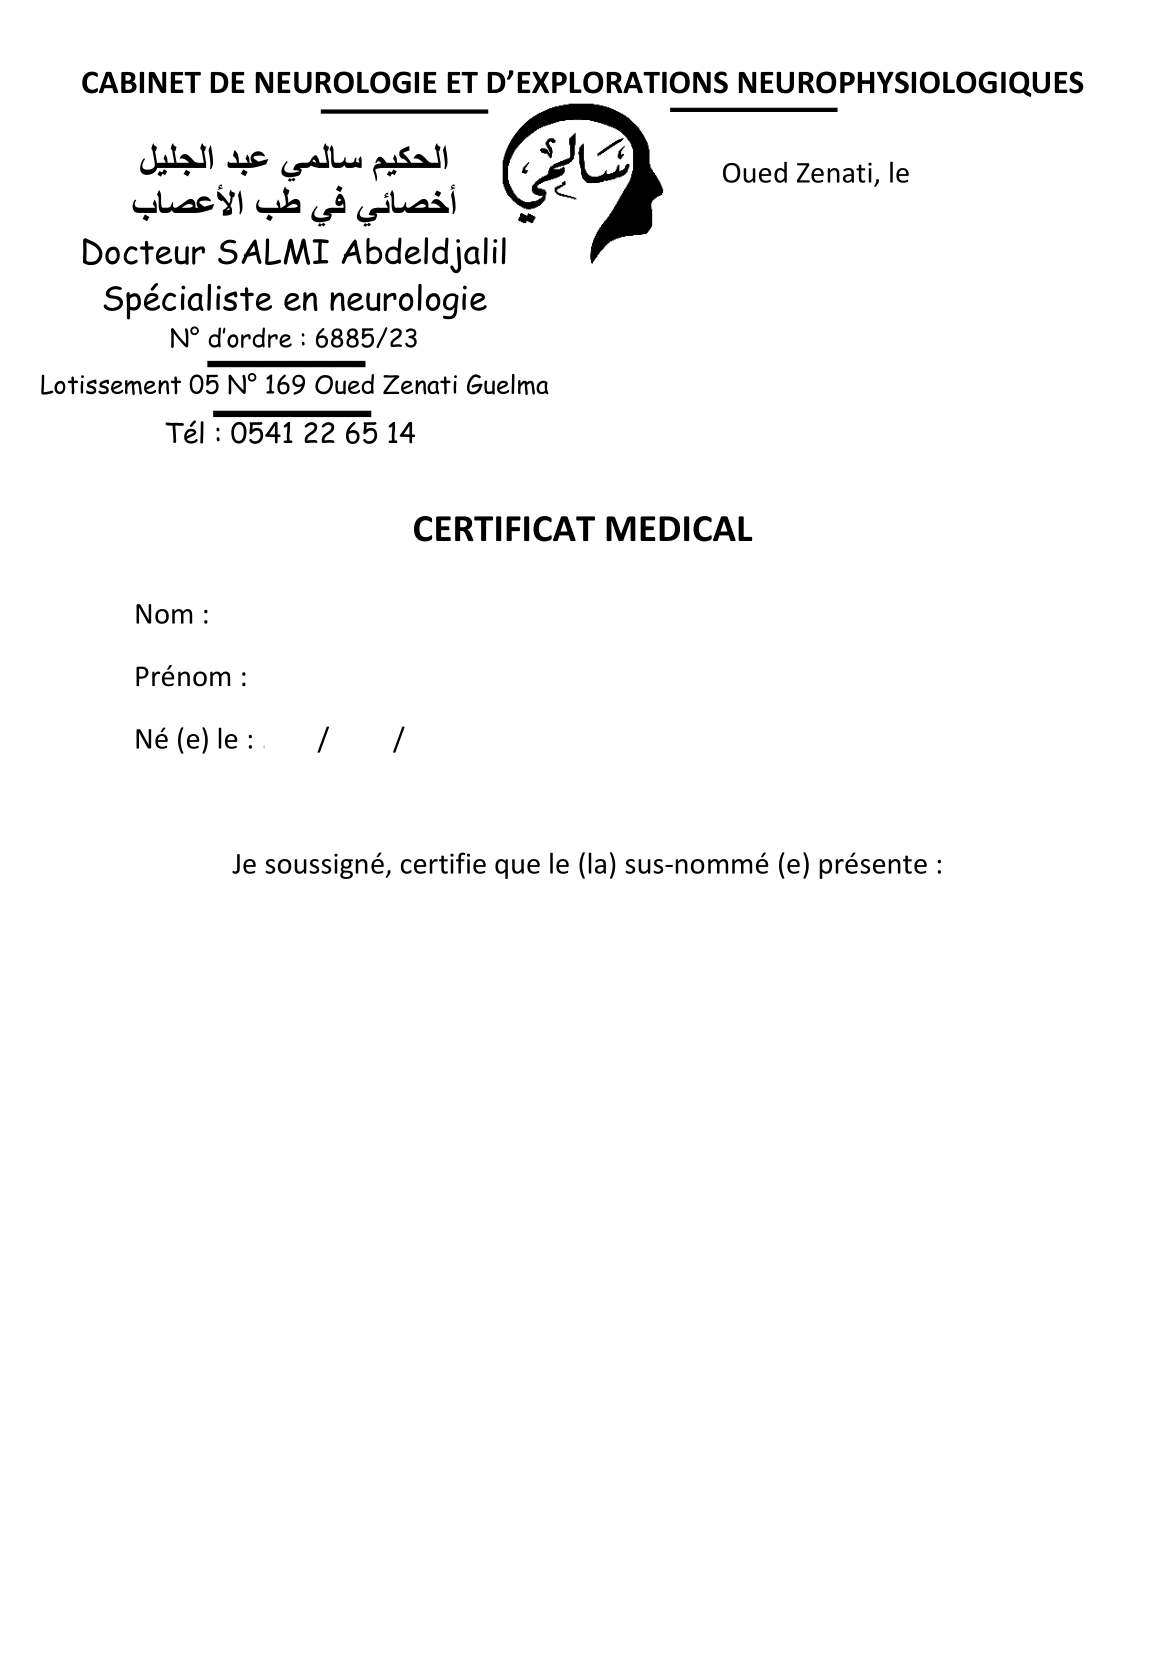 CABINET DE NEUROLOGIE ET D’EXPLORATIONS NEUROPHYSIOLOGIQUES
الحكيم سالمي عبد الجليل
أخصائي في طب الأعصاب
Docteur SALMI Abdeldjalil
Spécialiste en neurologie
N° d’ordre : 6885/23
Lotissement 05 N° 169 Oued Zenati Guelma
Tél : 0541 22 65 14
سالمي
Oued Zenati, le
CERTIFICAT MEDICAL
Nom :
Prénom :
Né (e) le : / /
Je soussigné, certifie que le (la) sus-nommé (e) présente :